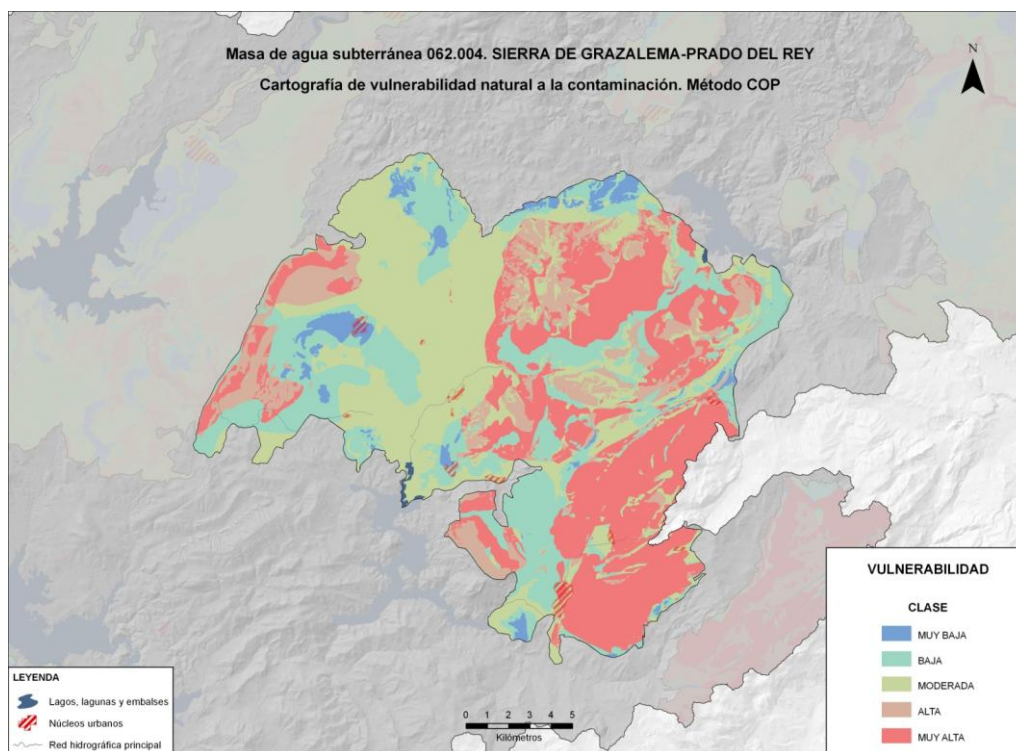 Masa de agua subterránea 062.004. SIERRA DE GRAZALEMA-PRADO DEL REY
Cartografía de vulnerabilidad natural a la contaminación. Método COP
N
VULNERABILIDAD
CLASE
MUY BAJA
BAJA
MODERADA
ALTA
MUY ALTA
LEYENDA
Lagos, lagunas y embalses
Núcleos urbanos
Red hidrográfica principal
0 1 2 3 4 5
Kilómetros